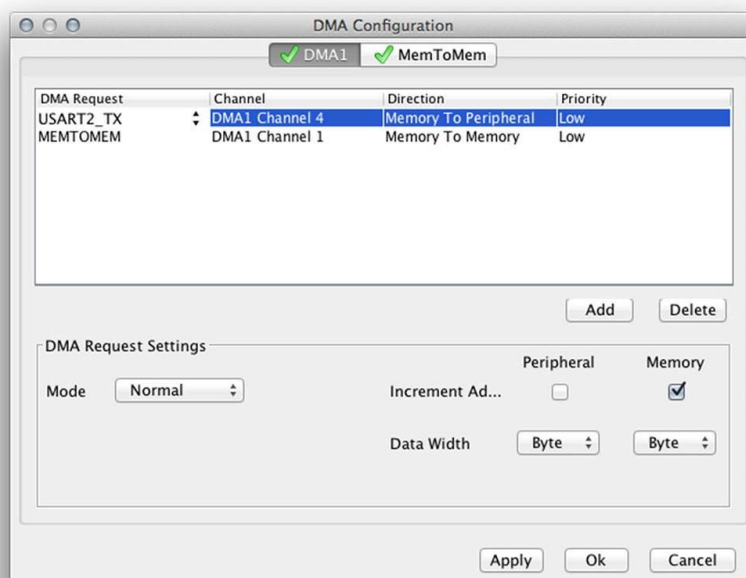 DMA Configuration
DMA1 MemToMem
DMA Request Channel Direction Priority
USART2_TX DMA1 Channel 4 Memory To Peripheral Low
MEMTOMEM DMA1 Channel 1 Memory To Memory Low
Add Delete
DMA Request Settings
Peripheral Memory
Mode Normal Increment Ad...
Data Width Byte Byte
Apply Ok Cancel